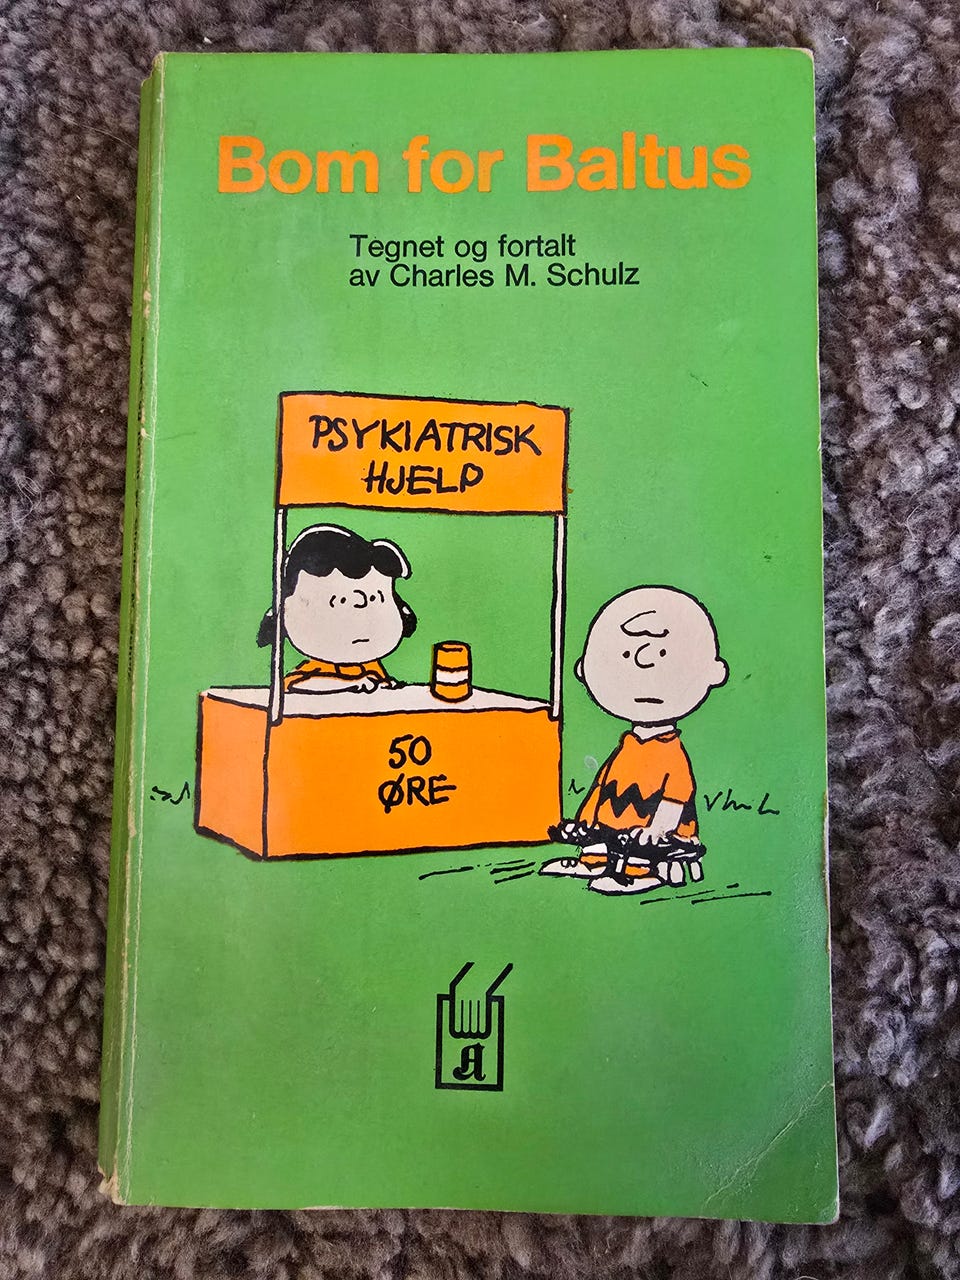 Bom for Baltus
Tegnet og fortalt
av Charles M. Schulz
PSYKIATRISK
HJELP
50
ØRE
A